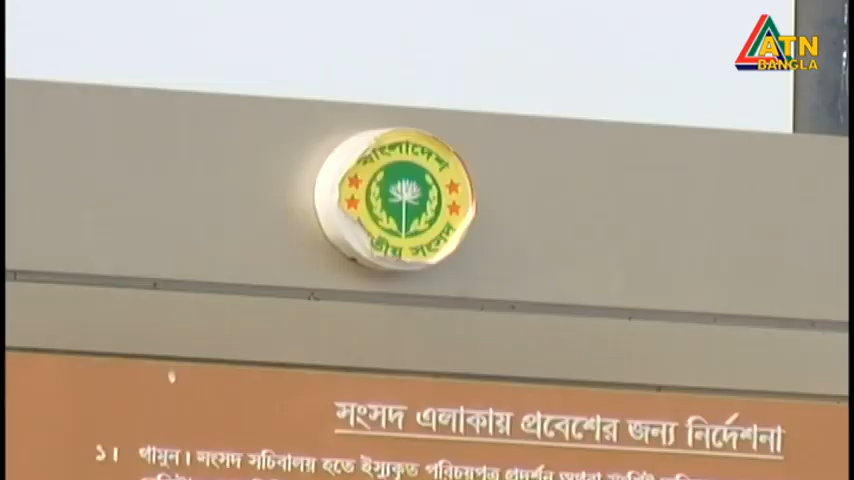 ATN
BANGLA
বাংলাদেশ
সংসদ
সংসদ এলাকায় প্রবেশের জন্য নির্দেশনা
১। থামুন। সংসদ সচিবালয় হতে ইস্যুকৃত পরিচয়পত্র প্রদর্শন অথবা